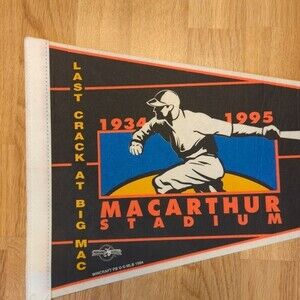 LAST CRACK AT BIG MAC
1934 1995
MACARTHUR
STADIUM